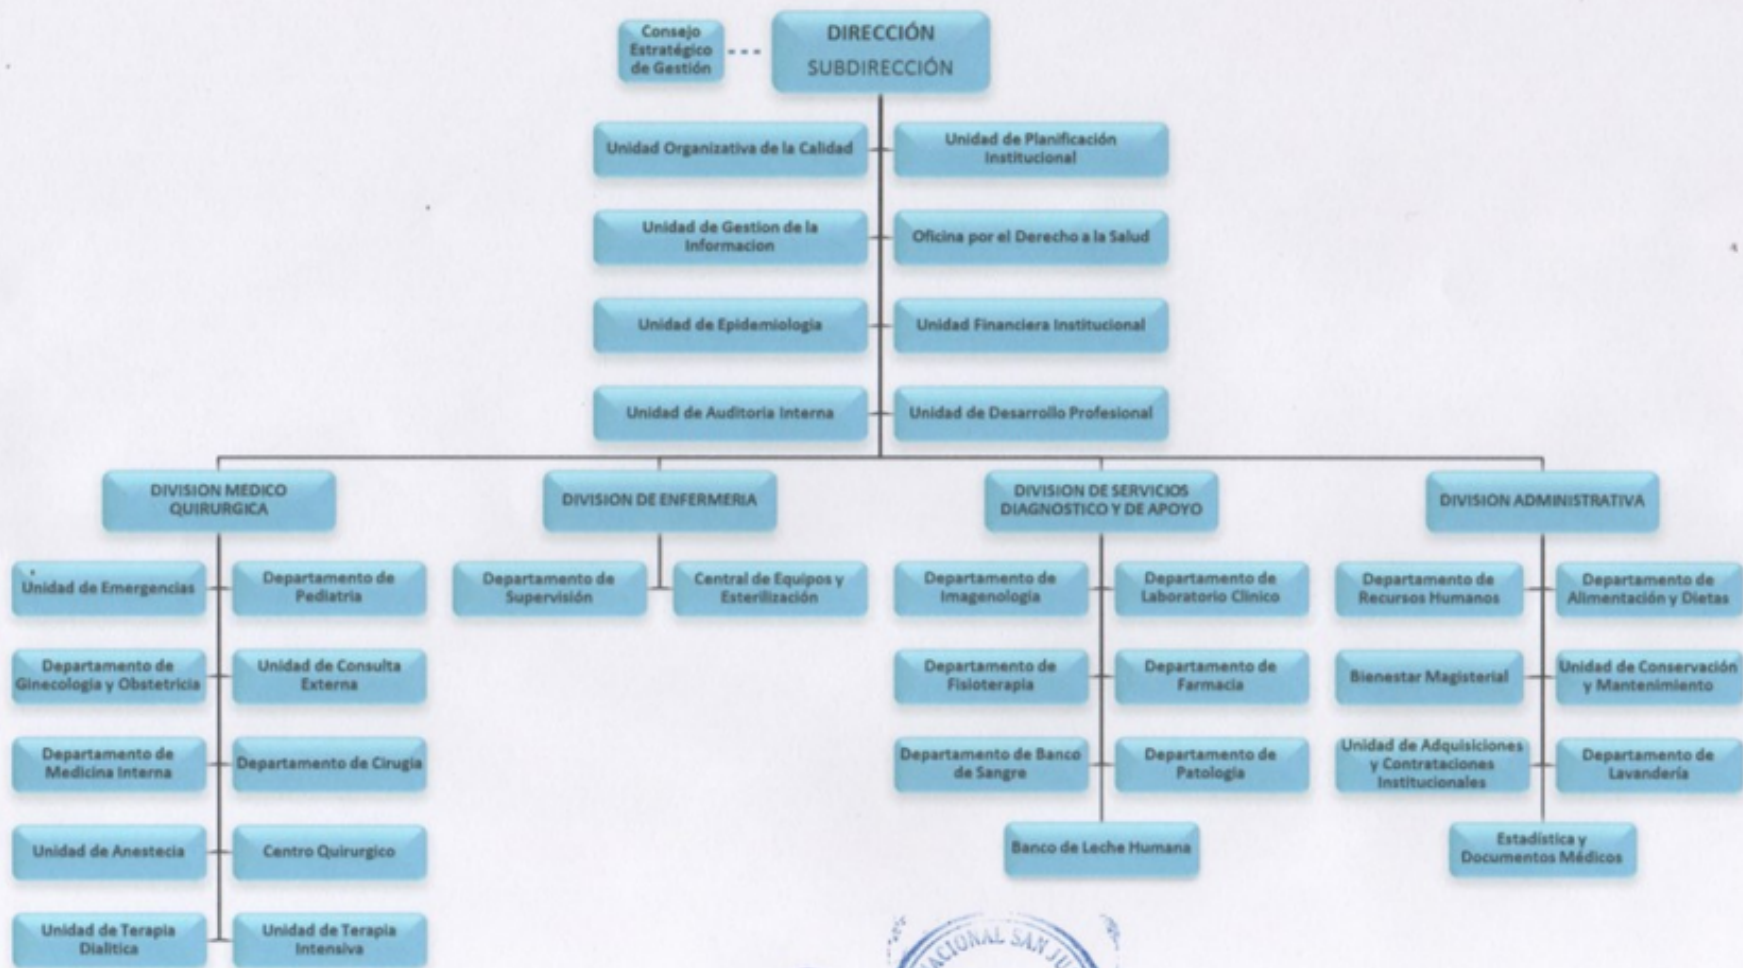 Consejo
Estratégico
de Gestión
DIRECCIÓN
SUBDIRECCIÓN
Unidad Organizativa de la Calidad
Unidad de Planificación
Institucional
Unidad de Gestion de la
Informacion
Oficina por el Derecho a la Salud
Unidad de Epidemiologia
Unidad Financiera Institucional
Unidad de Auditoria Interna
Unidad de Desarrollo Profesional
DIVISION MEDICO
QUIRURGICA
DIVISION DE ENFERMERIA
DIVISION DE SERVICIOS
DIAGNOSTICO Y DE APOYO
DIVISION ADMINISTRATIVA
Unidad de Emergencias
Departamento de
Pediatria
Departamento de
Supervisión
Central de Equipos y
Esterilización
Departamento de
Imagenologia
Departamento de
Laboratorio Clinico
Departamento de
Recursos Humanos
Departamento de
Alimentación y Dietas
Departamento de
Ginecologia y Obstetricia
Unidad de Consulta
Externa
Departamento de
Fisioterapia
Departamento de
Farmacia
Bienestar Magisterial
Unidad de Conservación
y Mantenimiento
Departamento de
Medicina Interna
Departamento de Cirugia
Departamento de Banco
de Sangre
Departamento de
Patologia
Unidad de Adquisiciones
y Contrataciones
Institucionales
Departamento de
Lavandería
Unidad de Anestecia
Centro Quirurgico
Banco de Leche Humana
Estadística y
Documentos Médicos
Unidad de Terapia
Dialitica
Unidad de Terapia
Intensiva
NACIONAL SAN JU